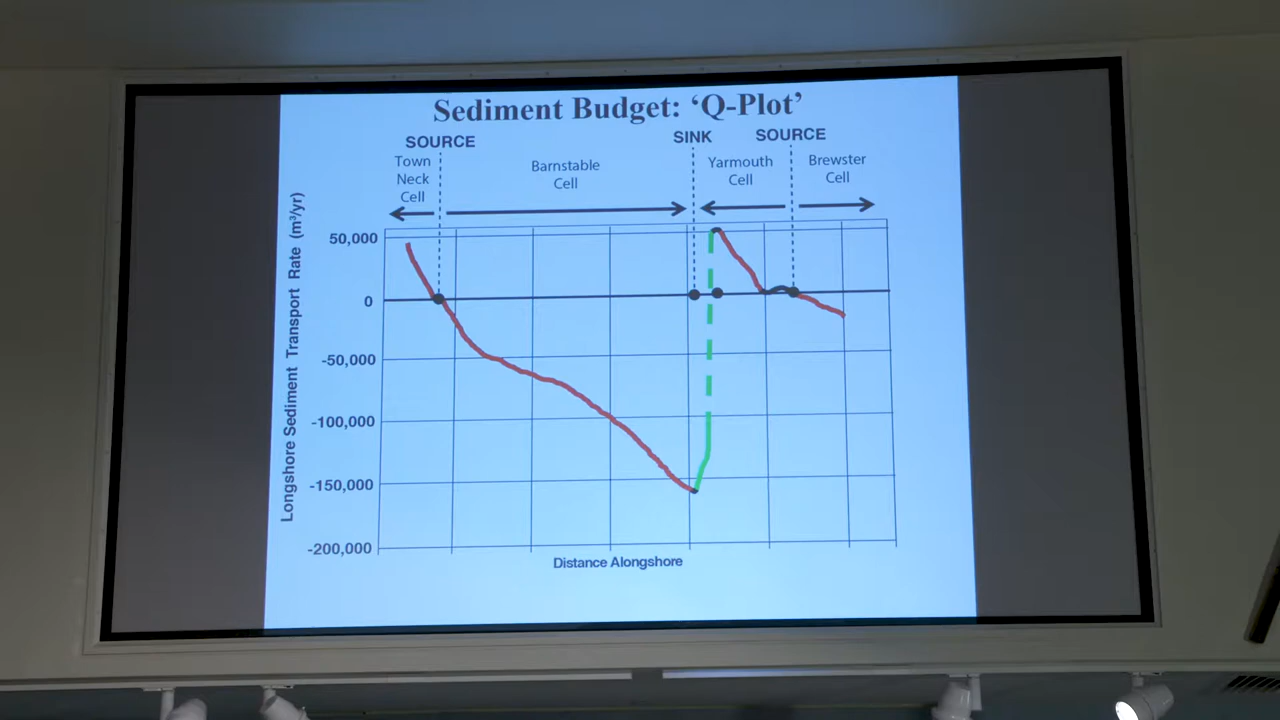 Sediment Budget: ‘Q-Plot’
SOURCE
SINK
SOURCE
Town
Neck
Cell
Barnstable
Cell
Yarmouth
Cell
Brewster
Cell
Longshore Sediment Transport Rate (m³/yr)
50,000
0
-50,000
-100,000
-150,000
-200,000
Distance Alongshore